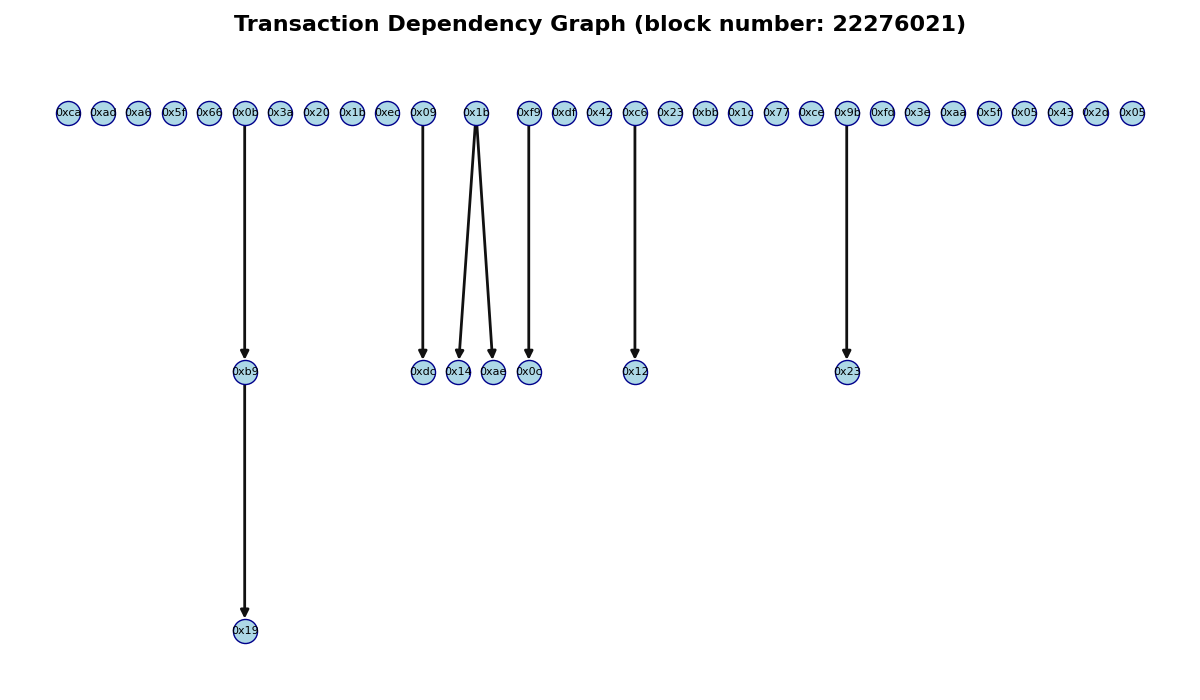 Transaction Dependency Graph (block number: 22276021)
0xca 0xad 0xa6 0x5f 0x66 0x0b 0x3a 0x20 0x1b 0xec 0x09 0x1b 0xf9 0xdf 0x42 0xc6 0x23 0xbb 0x1c 0x77 0xce 0x9b 0xfd 0x3e 0xaa 0x5f 0x05 0x43 0x2d 0x05
0xb9 0xdc 0x14 0xae 0x0c 0x12 0x23
0x19